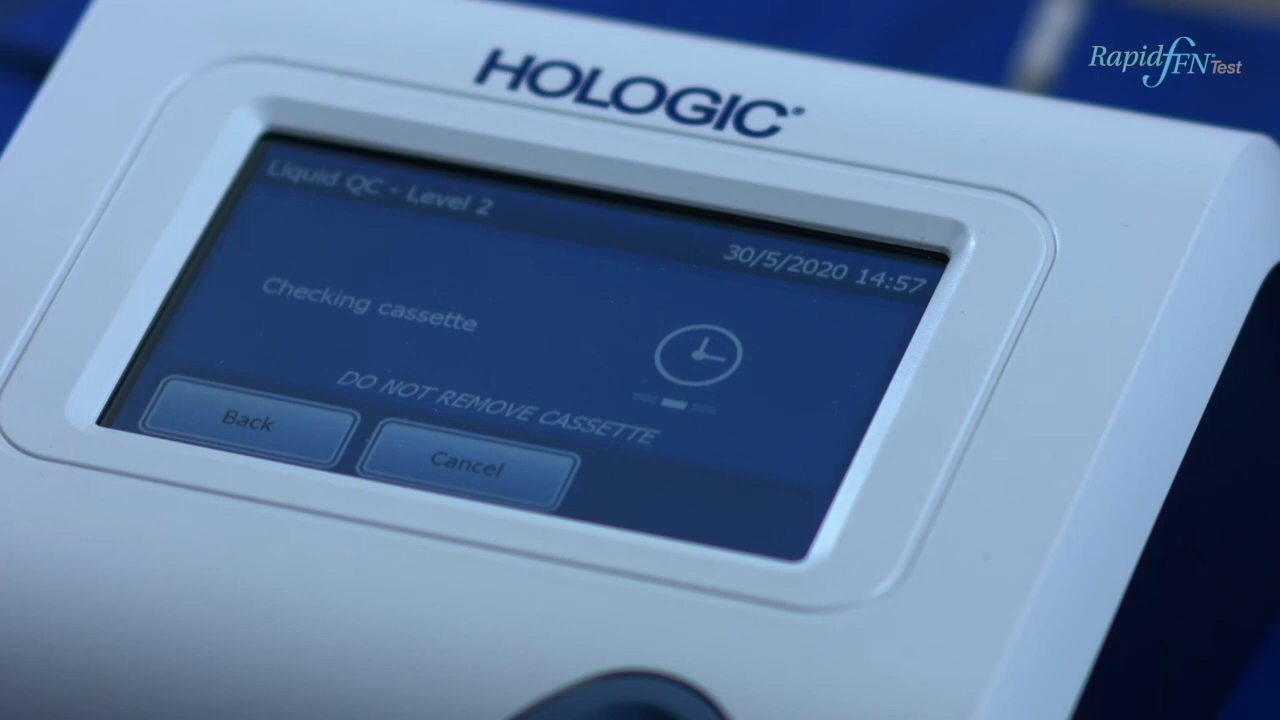 Rapid fFN® Test
HOLOGIC®
Liquid QC - Level 2
30/5/2020 14:57
Checking cassette
DO NOT REMOVE CASSETTE
Back
Cancel